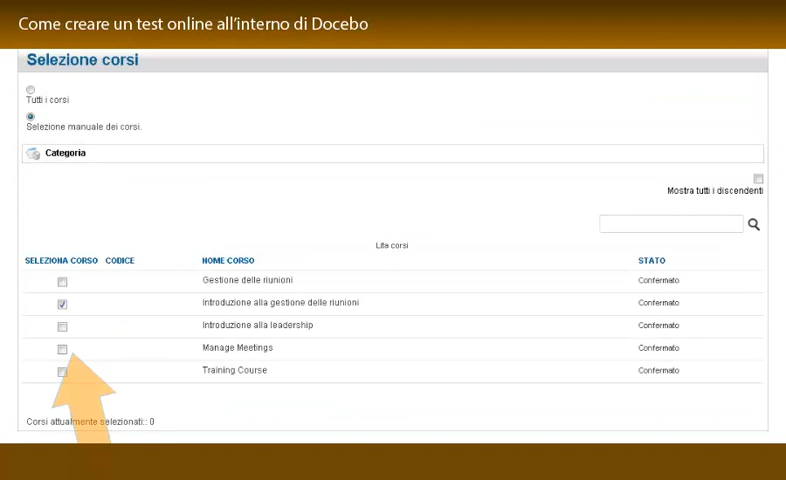 Come creare un test online all'interno di Docebo
Selezione corsi
Tutti i corsi
Selezione manuale dei corsi.
Categoria
Mostra tutti i discendenti
Lita corsi
SELEZIONA CORSO CODICE NOME CORSO STATO
Gestione delle riunioni Confermato
Introduzione alla gestione delle riunioni Confermato
Introduzione alla leadership Confermato
Manage Meetings Confermato
Training Course Confermato
Corsi attualmente selezionati:: 0